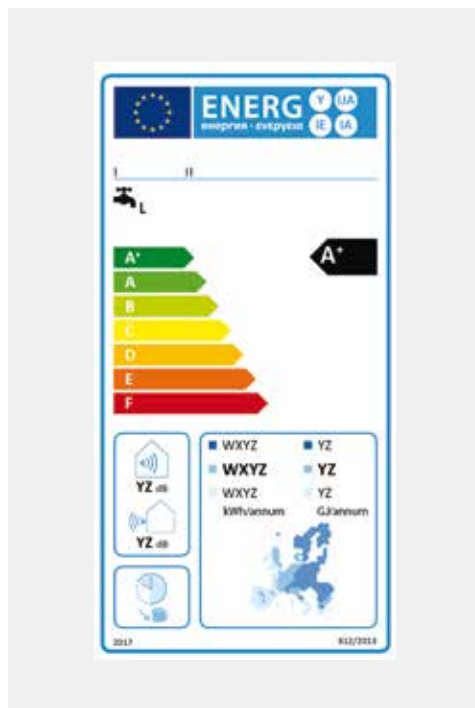 ENERG Y IJA
енергия · ενεργεια IE IA
I II
L
A⁺ A⁺
A
B
C
D
E
F
WXYZ YZ
WXYZ YZ
WXYZ YZ
kWh/annum GJ/annum
YZ dB
YZ dB
2017 812/2013